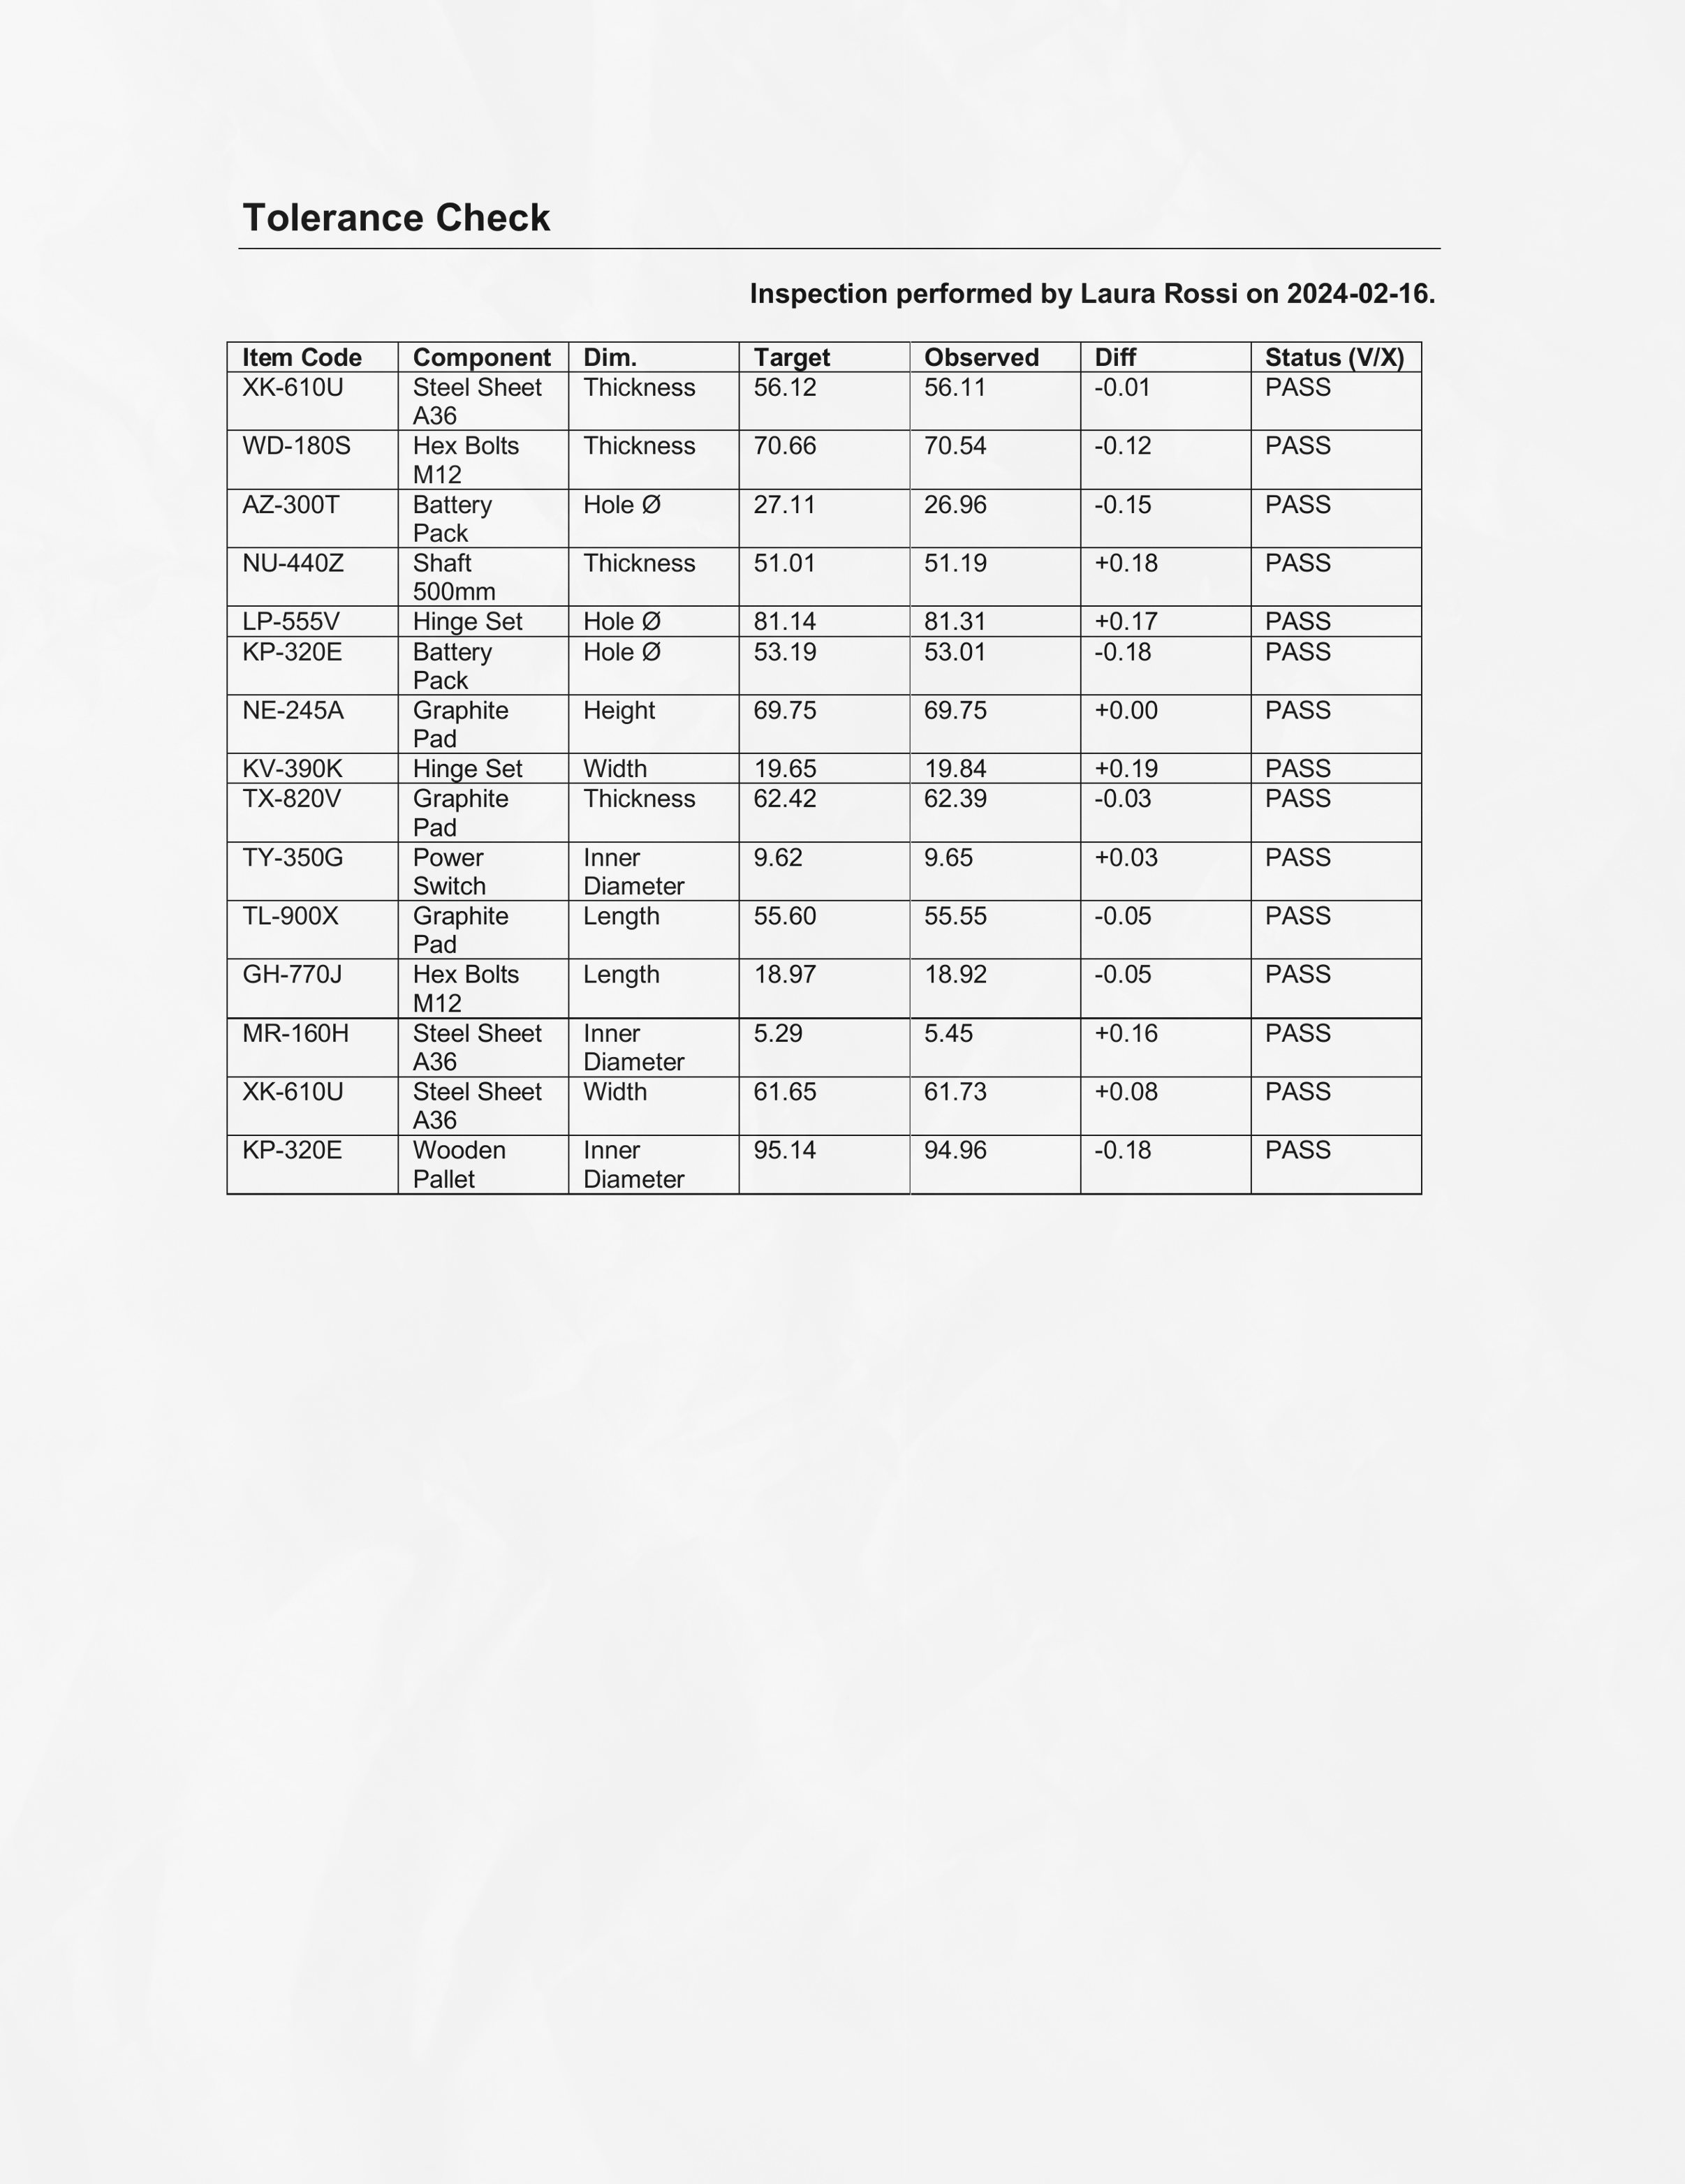 Tolerance Check
Inspection performed by Laura Rossi on 2024-02-16.
Item Code Component Dim. Target Observed Diff Status (V/X)
XK-610U Steel Sheet Thickness 56.12 56.11 -0.01 PASS
A36
WD-180S Hex Bolts Thickness 70.66 70.54 -0.12 PASS
M12
AZ-300T Battery Hole Ø 27.11 26.96 -0.15 PASS
Pack
NU-440Z Shaft Thickness 51.01 51.19 +0.18 PASS
500mm
LP-555V Hinge Set Hole Ø 81.14 81.31 +0.17 PASS
KP-320E Battery Hole Ø 53.19 53.01 -0.18 PASS
Pack
NE-245A Graphite Height 69.75 69.75 +0.00 PASS
Pad
KV-390K Hinge Set Width 19.65 19.84 +0.19 PASS
TX-820V Graphite Thickness 62.42 62.39 -0.03 PASS
Pad
TY-350G Power Inner 9.62 9.65 +0.03 PASS
Switch Diameter
TL-900X Graphite Length 55.60 55.55 -0.05 PASS
Pad
GH-770J Hex Bolts Length 18.97 18.92 -0.05 PASS
M12
MR-160H Steel Sheet Inner 5.29 5.45 +0.16 PASS
A36 Diameter
XK-610U Steel Sheet Width 61.65 61.73 +0.08 PASS
A36
KP-320E Wooden Inner 95.14 94.96 -0.18 PASS
Pallet Diameter